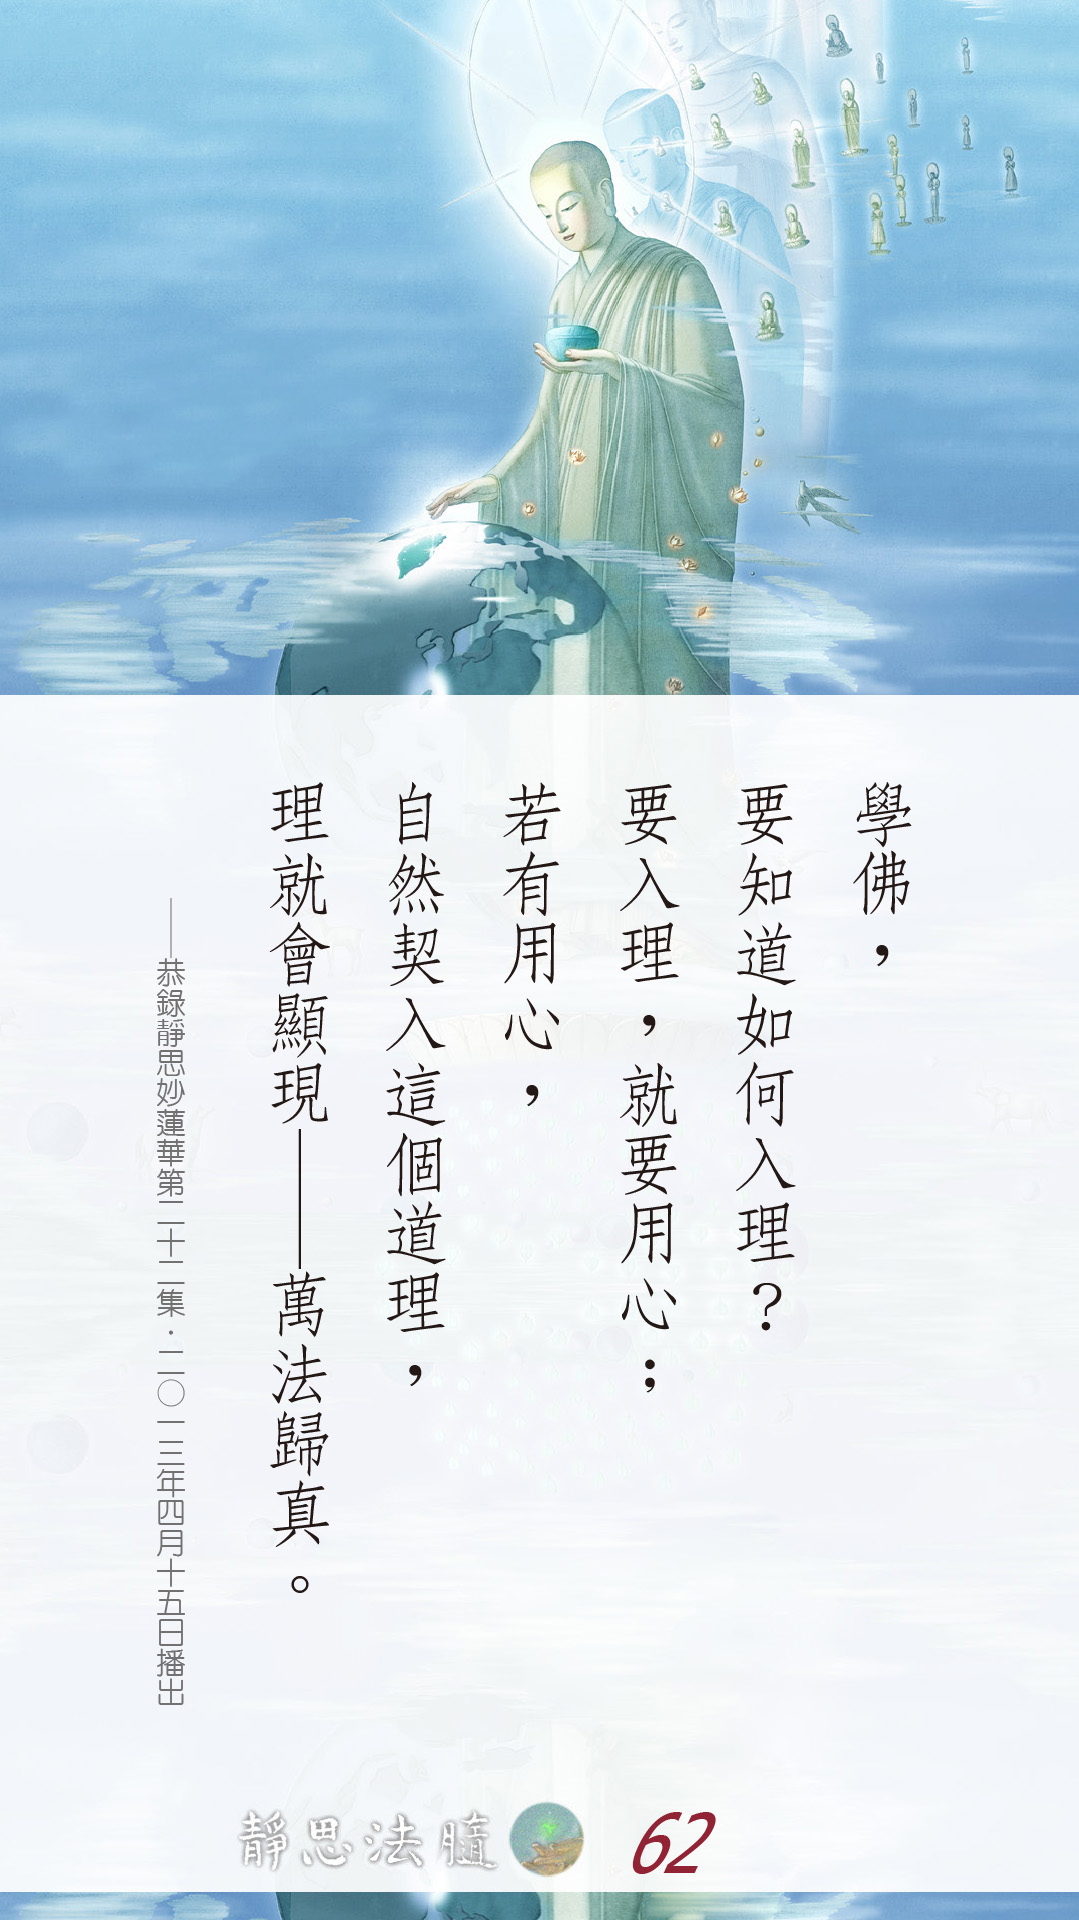 學佛，
要知道如何入理？
要入理，就要用心；
若有用心，
自然契入這個道理，
理就會顯現——萬法歸真。
——恭錄靜思妙蓮華第二十二集．二〇一三年四月十五日播出
靜思法髓
62